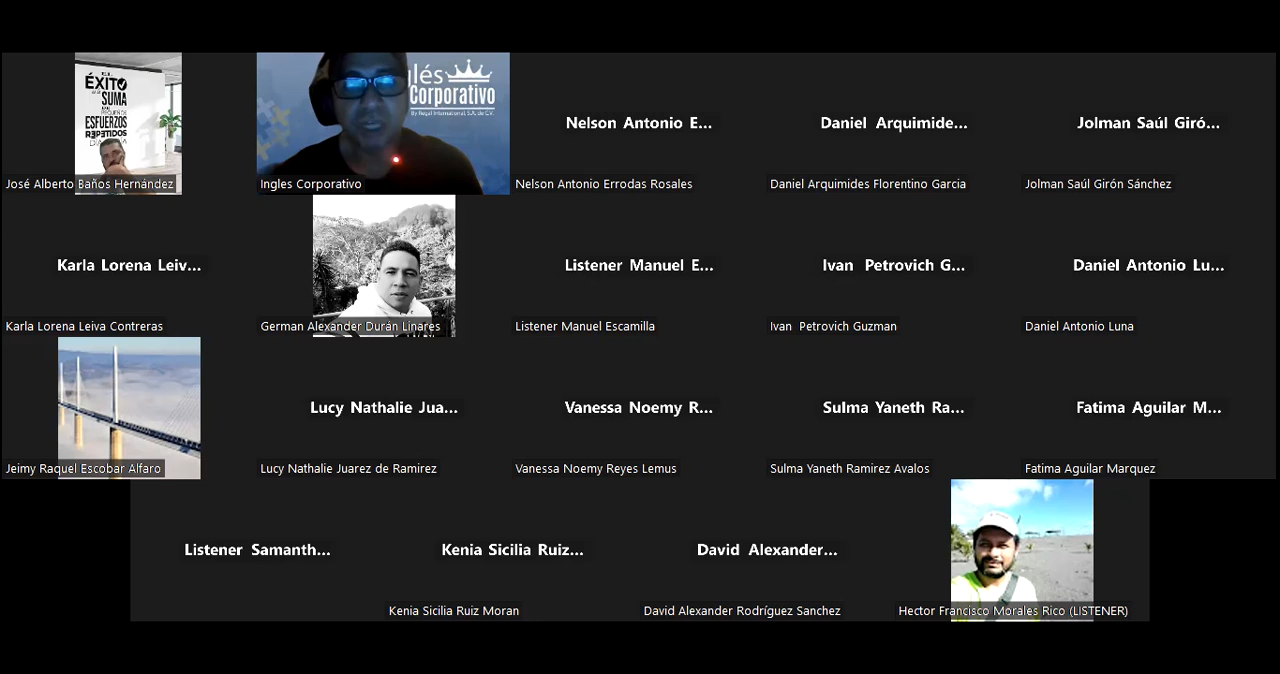 ÉXITO
SUMA
ESFUERZOS
REPETIDOS
José Alberto Baños Hernández
lés
Corporativo
By Regal International, S.A. de C.V.
Ingles Corporativo
Nelson Antonio E...
Nelson Antonio Errodas Rosales
Daniel Arquimide...
Daniel Arquimides Florentino Garcia
Jolman Saúl Giró...
Jolman Saúl Girón Sánchez
Karla Lorena Leiv...
Karla Lorena Leiva Contreras
German Alexander Durán Linares
Listener Manuel E...
Listener Manuel Escamilla
Ivan Petrovich G...
Ivan Petrovich Guzman
Daniel Antonio Lu...
Daniel Antonio Luna
Jeimy Raquel Escobar Alfaro
Lucy Nathalie Jua...
Lucy Nathalie Juarez de Ramirez
Vanessa Noemy R...
Vanessa Noemy Reyes Lemus
Sulma Yaneth Ra...
Sulma Yaneth Ramirez Avalos
Fatima Aguilar M...
Fatima Aguilar Marquez
Listener Samanth...
Kenia Sicilia Ruiz...
Kenia Sicilia Ruiz Moran
David Alexander...
David Alexander Rodríguez Sanchez
Hector Francisco Morales Rico (LISTENER)